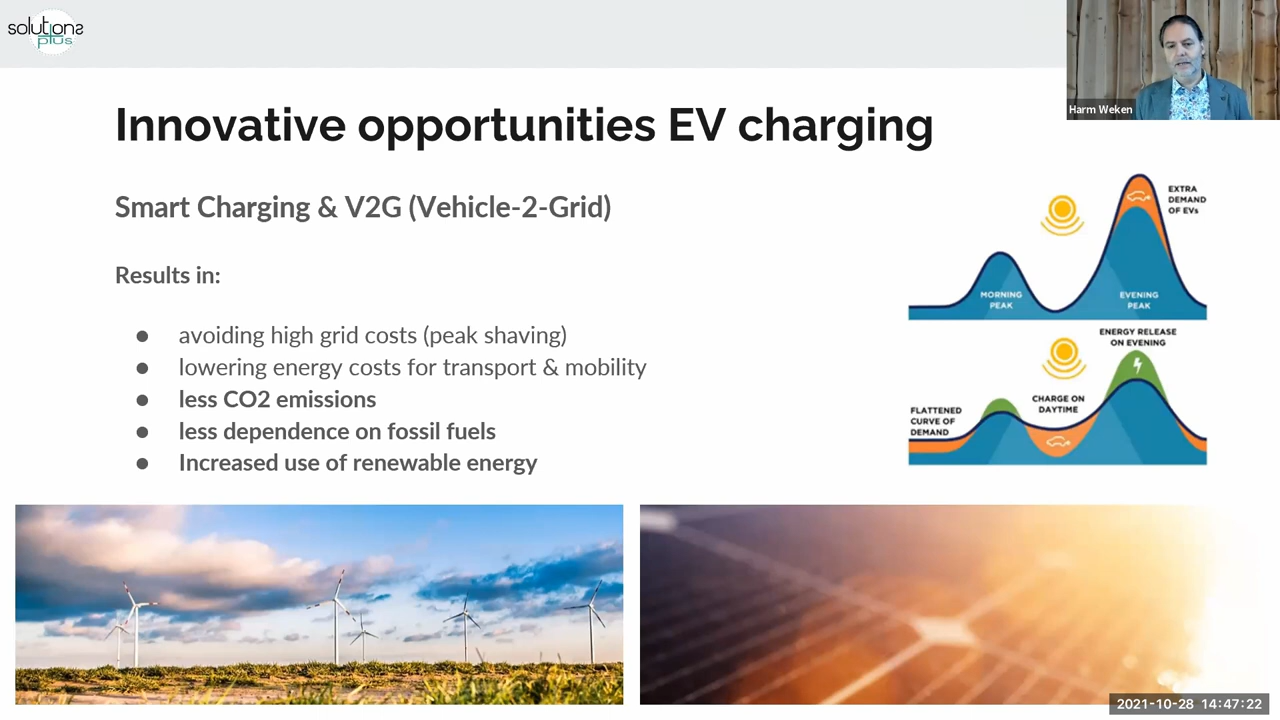 solutions
plus
Harm Weken
Innovative opportunities EV charging
Smart Charging & V2G (Vehicle-2-Grid)
Results in:
● avoiding high grid costs (peak shaving)
● lowering energy costs for transport & mobility
● less CO2 emissions
● less dependence on fossil fuels
● Increased use of renewable energy
EXTRA
DEMAND
OF EVs
MORNING
PEAK
EVENING
PEAK
ENERGY RELEASE
ON EVENING
CHARGE ON
DAYTIME
FLATTENED
CURVE OF
DEMAND
2021-10-28 14:47:22